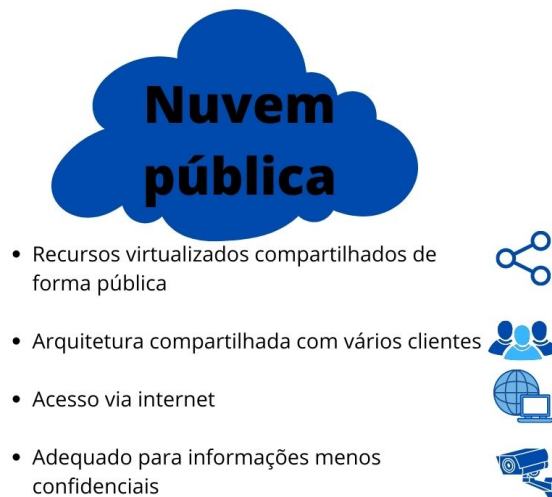 Nuvem
pública
• Recursos virtualizados compartilhados de
forma pública
• Arquitetura compartilhada com vários clientes
• Acesso via internet
• Adequado para informações menos
confidenciais